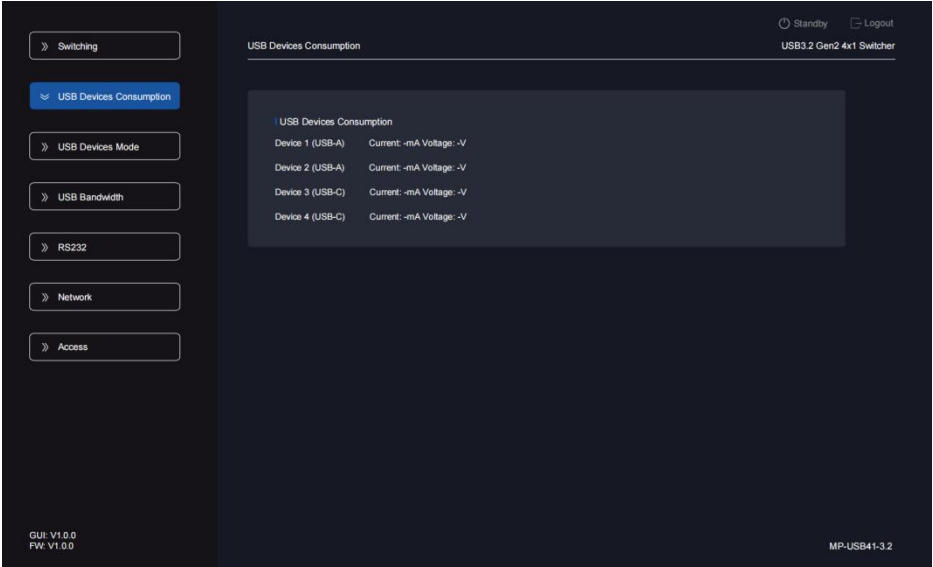 Standby Logout
Switching
USB Devices Consumption
USB3.2 Gen2 4x1 Switcher
USB Devices Consumption
USB Devices Mode
USB Bandwidth
RS232
Network
Access
USB Devices Consumption
Device 1 (USB-A) Current: -mA Voltage: -V
Device 2 (USB-A) Current: -mA Voltage: -V
Device 3 (USB-C) Current: -mA Voltage: -V
Device 4 (USB-C) Current: -mA Voltage: -V
GUI: V1.0.0
FW: V1.0.0
MP-USB41-3.2